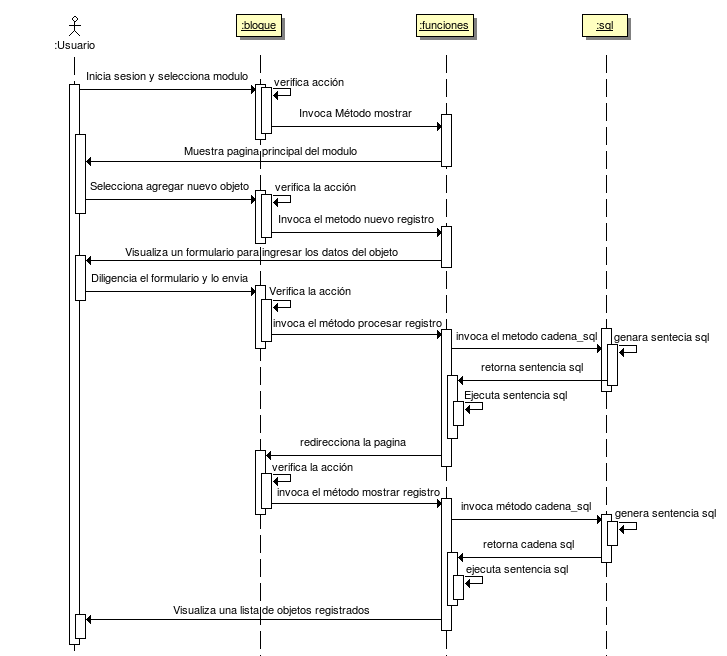 :Usuario
:bloque
:funciones
:sql
Inicia sesion y selecciona modulo
verifica acción
Invoca Método mostrar
Muestra pagina principal del modulo
Selecciona agregar nuevo objeto
verifica la acción
Invoca el metodo nuevo registro
Visualiza un formulario para ingresar los datos del objeto
Diligencia el formulario y lo envia
Verifica la acción
invoca el método procesar registro
invoca el metodo cadena_sql
genara sentecia sql
retorna sentencia sql
Ejecuta sentencia sql
redirecciona la pagina
verifica la acción
invoca el método mostrar registro
invoca método cadena_sql
genera sentencia sql
retorna cadena sql
ejecuta sentencia sql
Visualiza una lista de objetos registrados